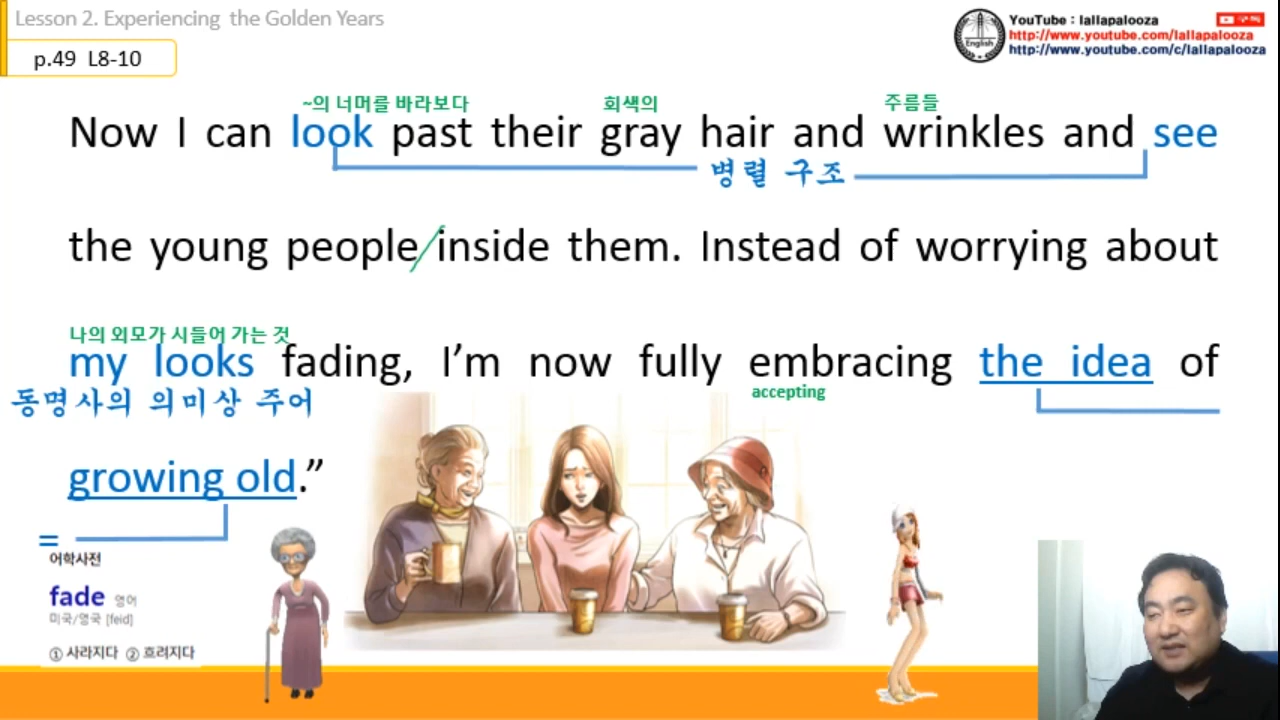 Lesson 2. Experiencing the Golden Years
p.49 L8-10
YouTube : lallapalooza
구독
http://www.youtube.com/lallapalooza
http://www.youtube.com/c/lallapalooza
English
~의 너머를 바라보다 회색의 주름들
Now I can look past their gray hair and wrinkles and see
병렬 구조
the young people/inside them. Instead of worrying about
나의 외모가 시들어 가는 것
my looks fading, I’m now fully embracing the idea of
동명사의 의미상 주어 accepting
growing old.”
=
어학사전
fade 영어
미국/영국 [feid]
① 사라지다 ② 흐려지다